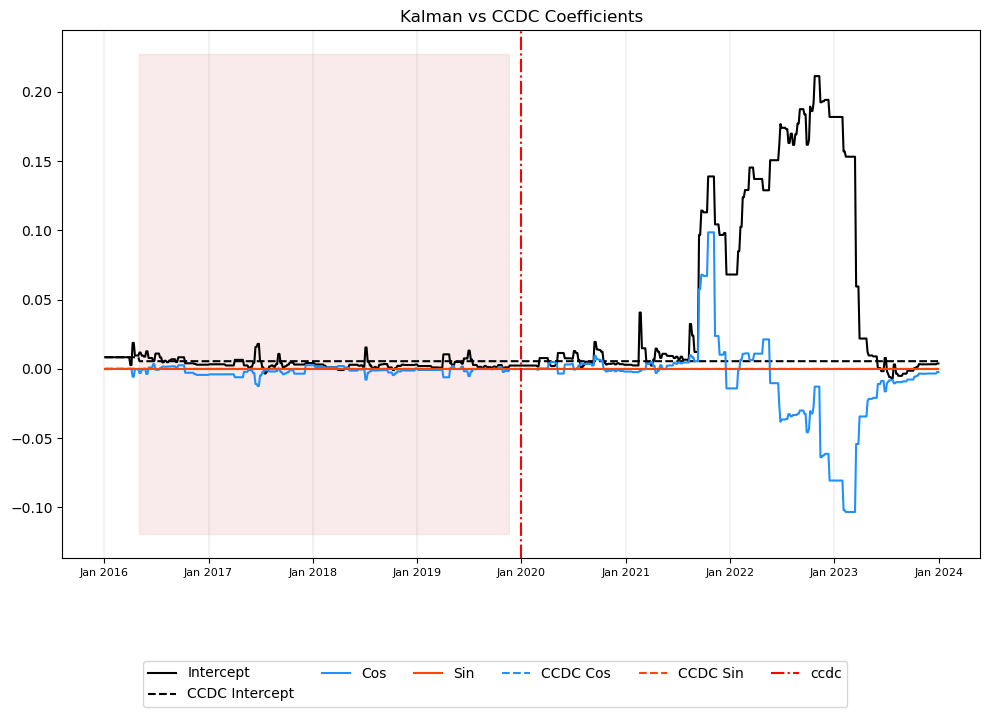 Kalman vs CCDC Coefficients
0.20
0.15
0.10
0.05
0.00
−0.05
−0.10
Jan 2016 Jan 2017 Jan 2018 Jan 2019 Jan 2020 Jan 2021 Jan 2022 Jan 2023 Jan 2024
Intercept Cos Sin CCDC Cos CCDC Sin ccdc
CCDC Intercept